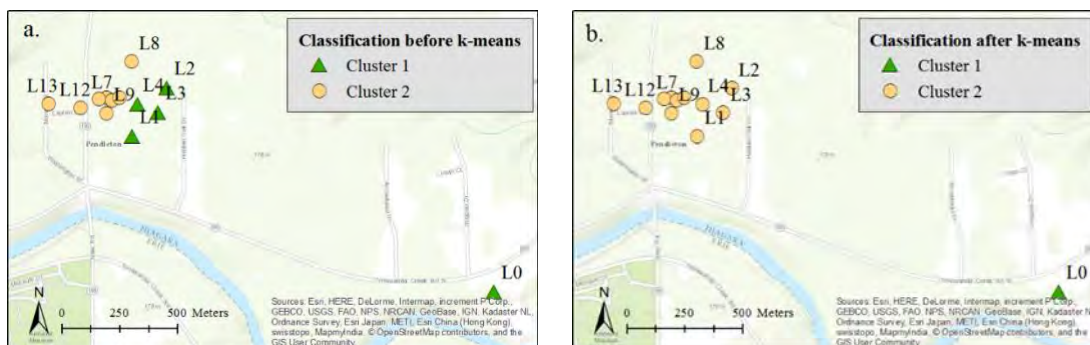 a.
Classification before k-means
Cluster 1
Cluster 2
L8
L2
L13
L12
L7
L4
L9
L3
L1
Pendleton
NIAGARA
ERIE
L0
N
0 250 500 Meters
Sources: Esri, HERE, DeLorme, Intermap, increment P Corp.,
GEBCO, USGS, FAO, NPS, NRCAN, GeoBase, IGN, Kadaster NL,
Ordnance Survey, Esri Japan, METI, Esri China (Hong Kong),
swisstopo, MapmyIndia, © OpenStreetMap contributors, and the
GIS User Community
b.
Classification after k-means
Cluster 1
Cluster 2
L8
L2
L13
L12
L7
L4
L9
L3
L1
Pendleton
NIAGARA
ERIE
L0
N
0 250 500 Meters
Sources: Esri, HERE, DeLorme, Intermap, increment P Corp.,
GEBCO, USGS, FAO, NPS, NRCAN, GeoBase, IGN, Kadaster N
Ordnance Survey, Esri Japan, METI, Esri China (Hong Kong),
swisstopo, MapmyIndia, © OpenStreetMap contributors, and the
GIS User Community